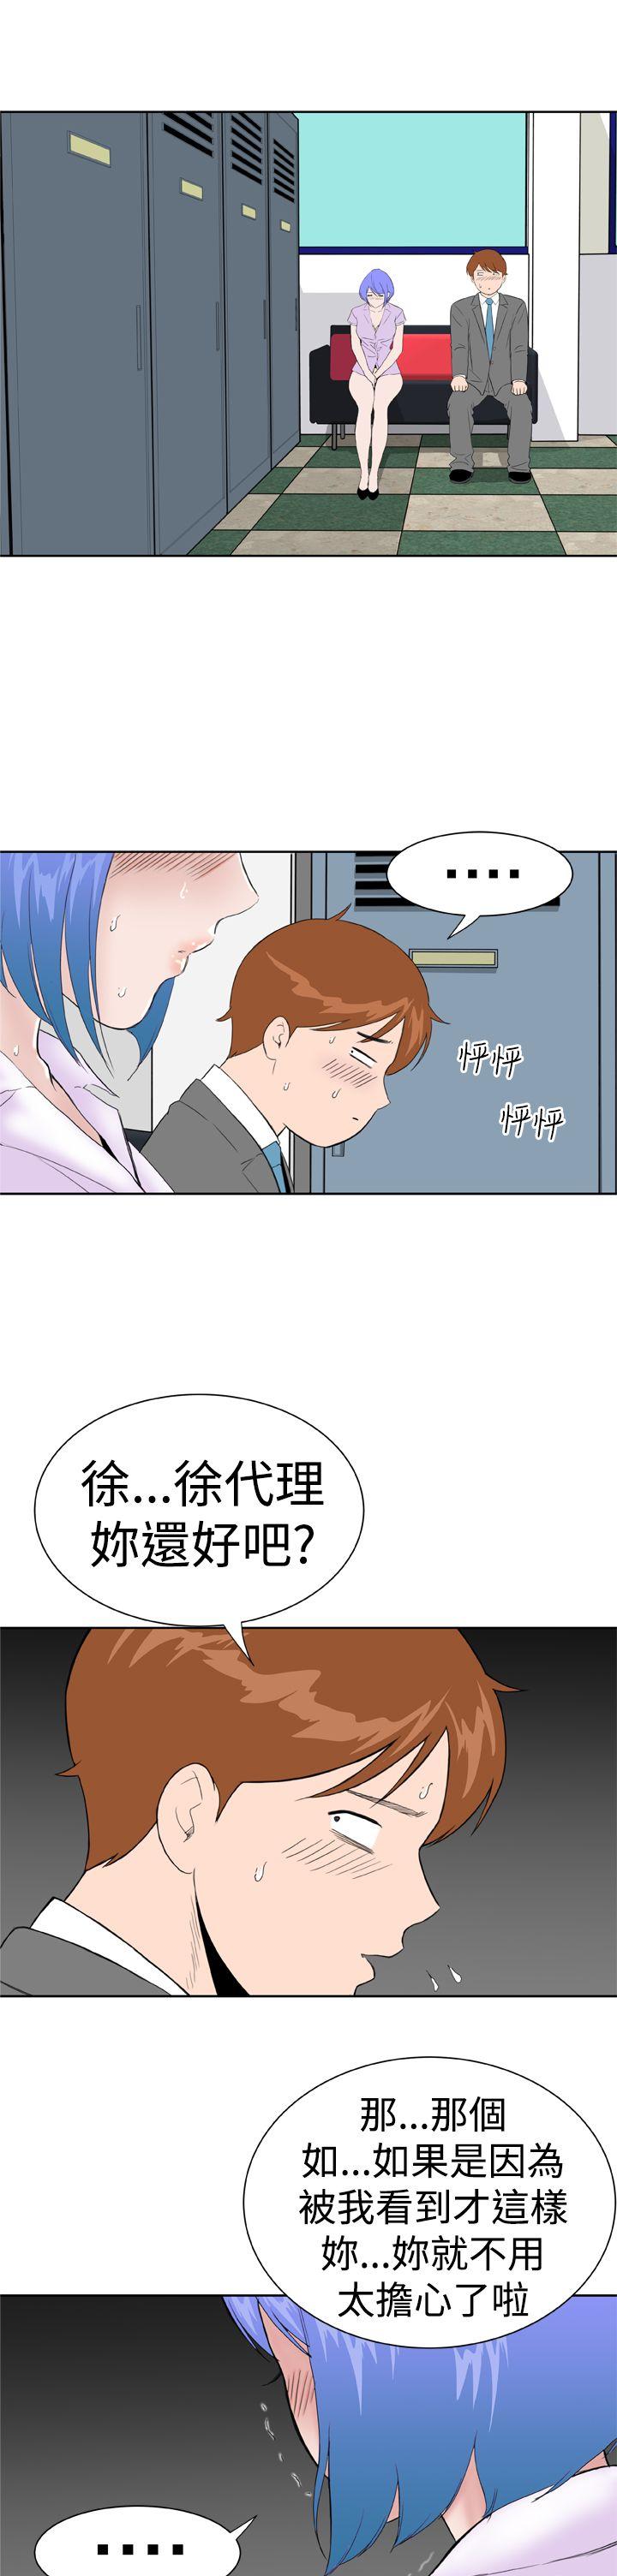 ....
怦怦
怦怦
徐...徐代理
妳還好吧?
那...那個
如...如果是因為
被我看到才這樣
妳...妳就不用
太擔心了啦
....